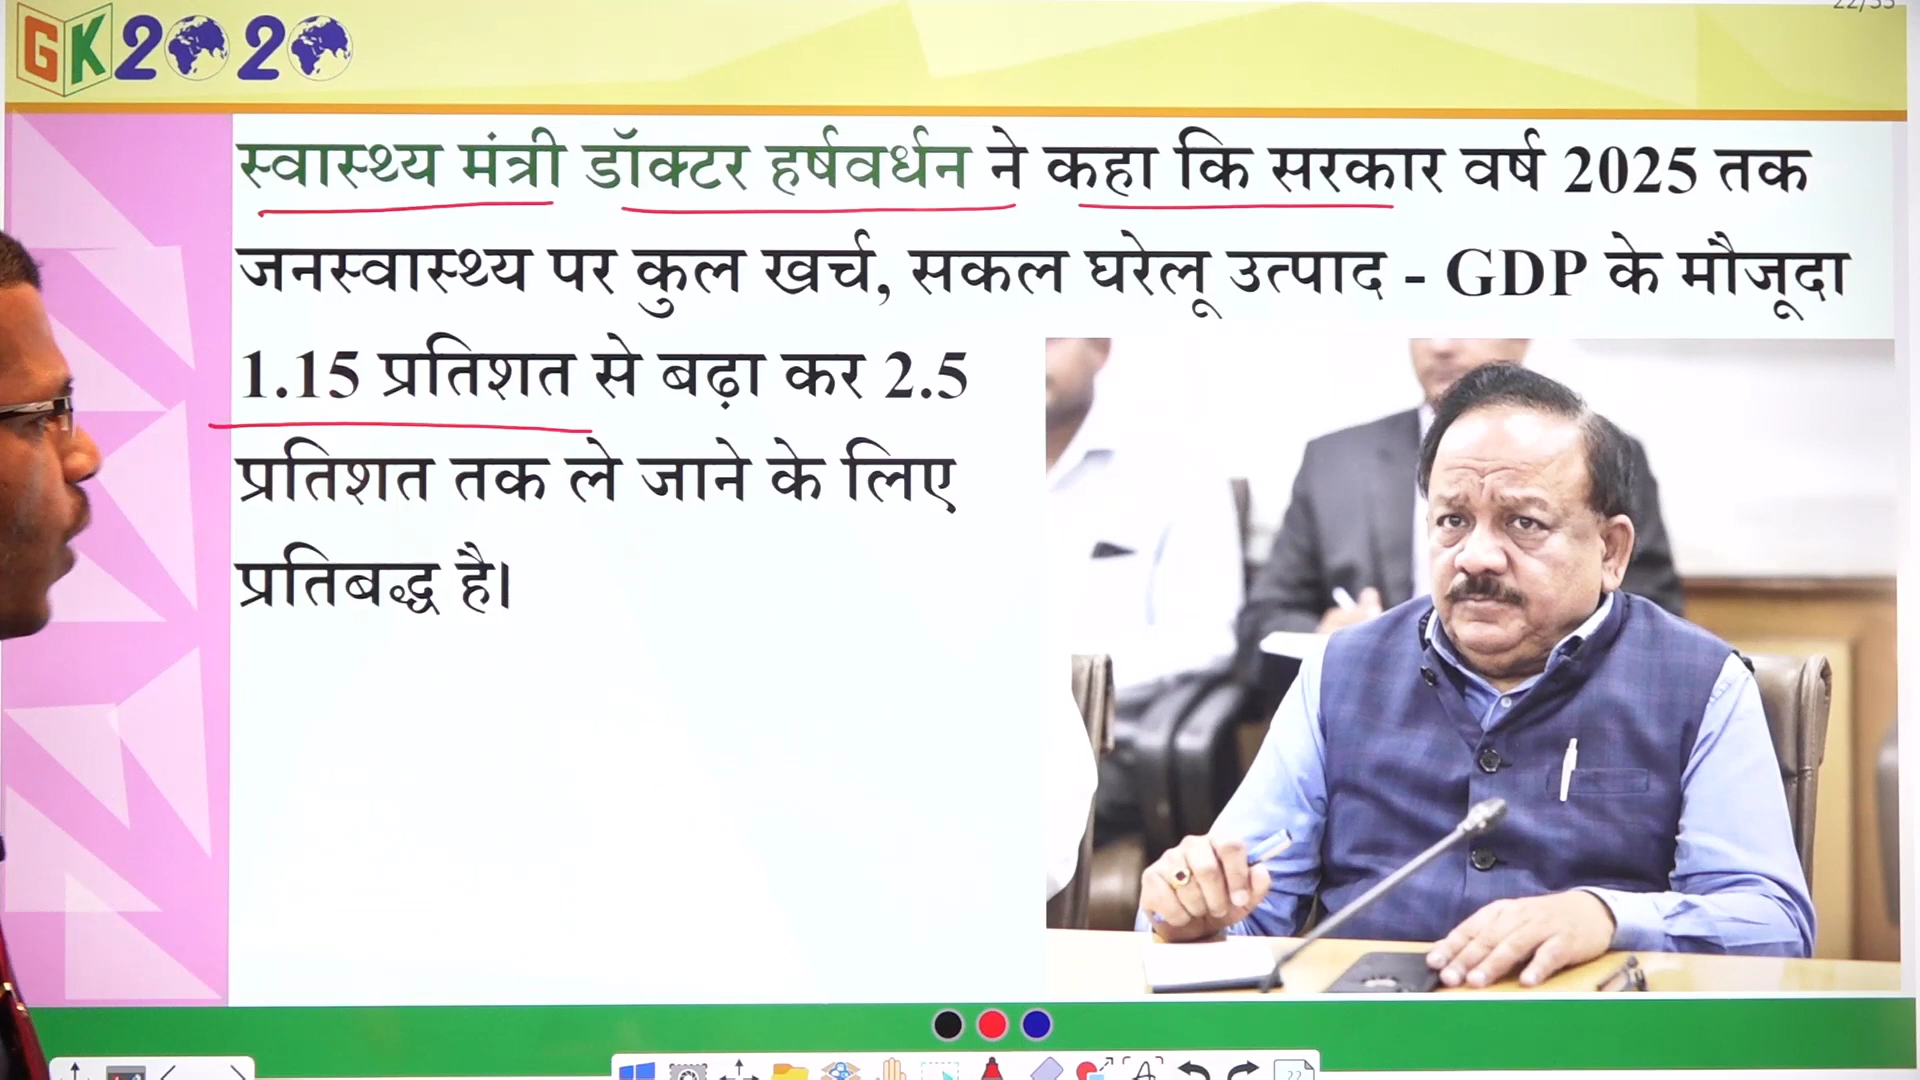 GK2020
स्वास्थ्य मंत्री डॉक्टर हर्षवर्धन ने कहा कि सरकार वर्ष 2025 तक
जनस्वास्थ्य पर कुल खर्च, सकल घरेलू उत्पाद - GDP के मौजूदा
1.15 प्रतिशत से बढ़ा कर 2.5
प्रतिशत तक ले जाने के लिए
प्रतिबद्ध है।